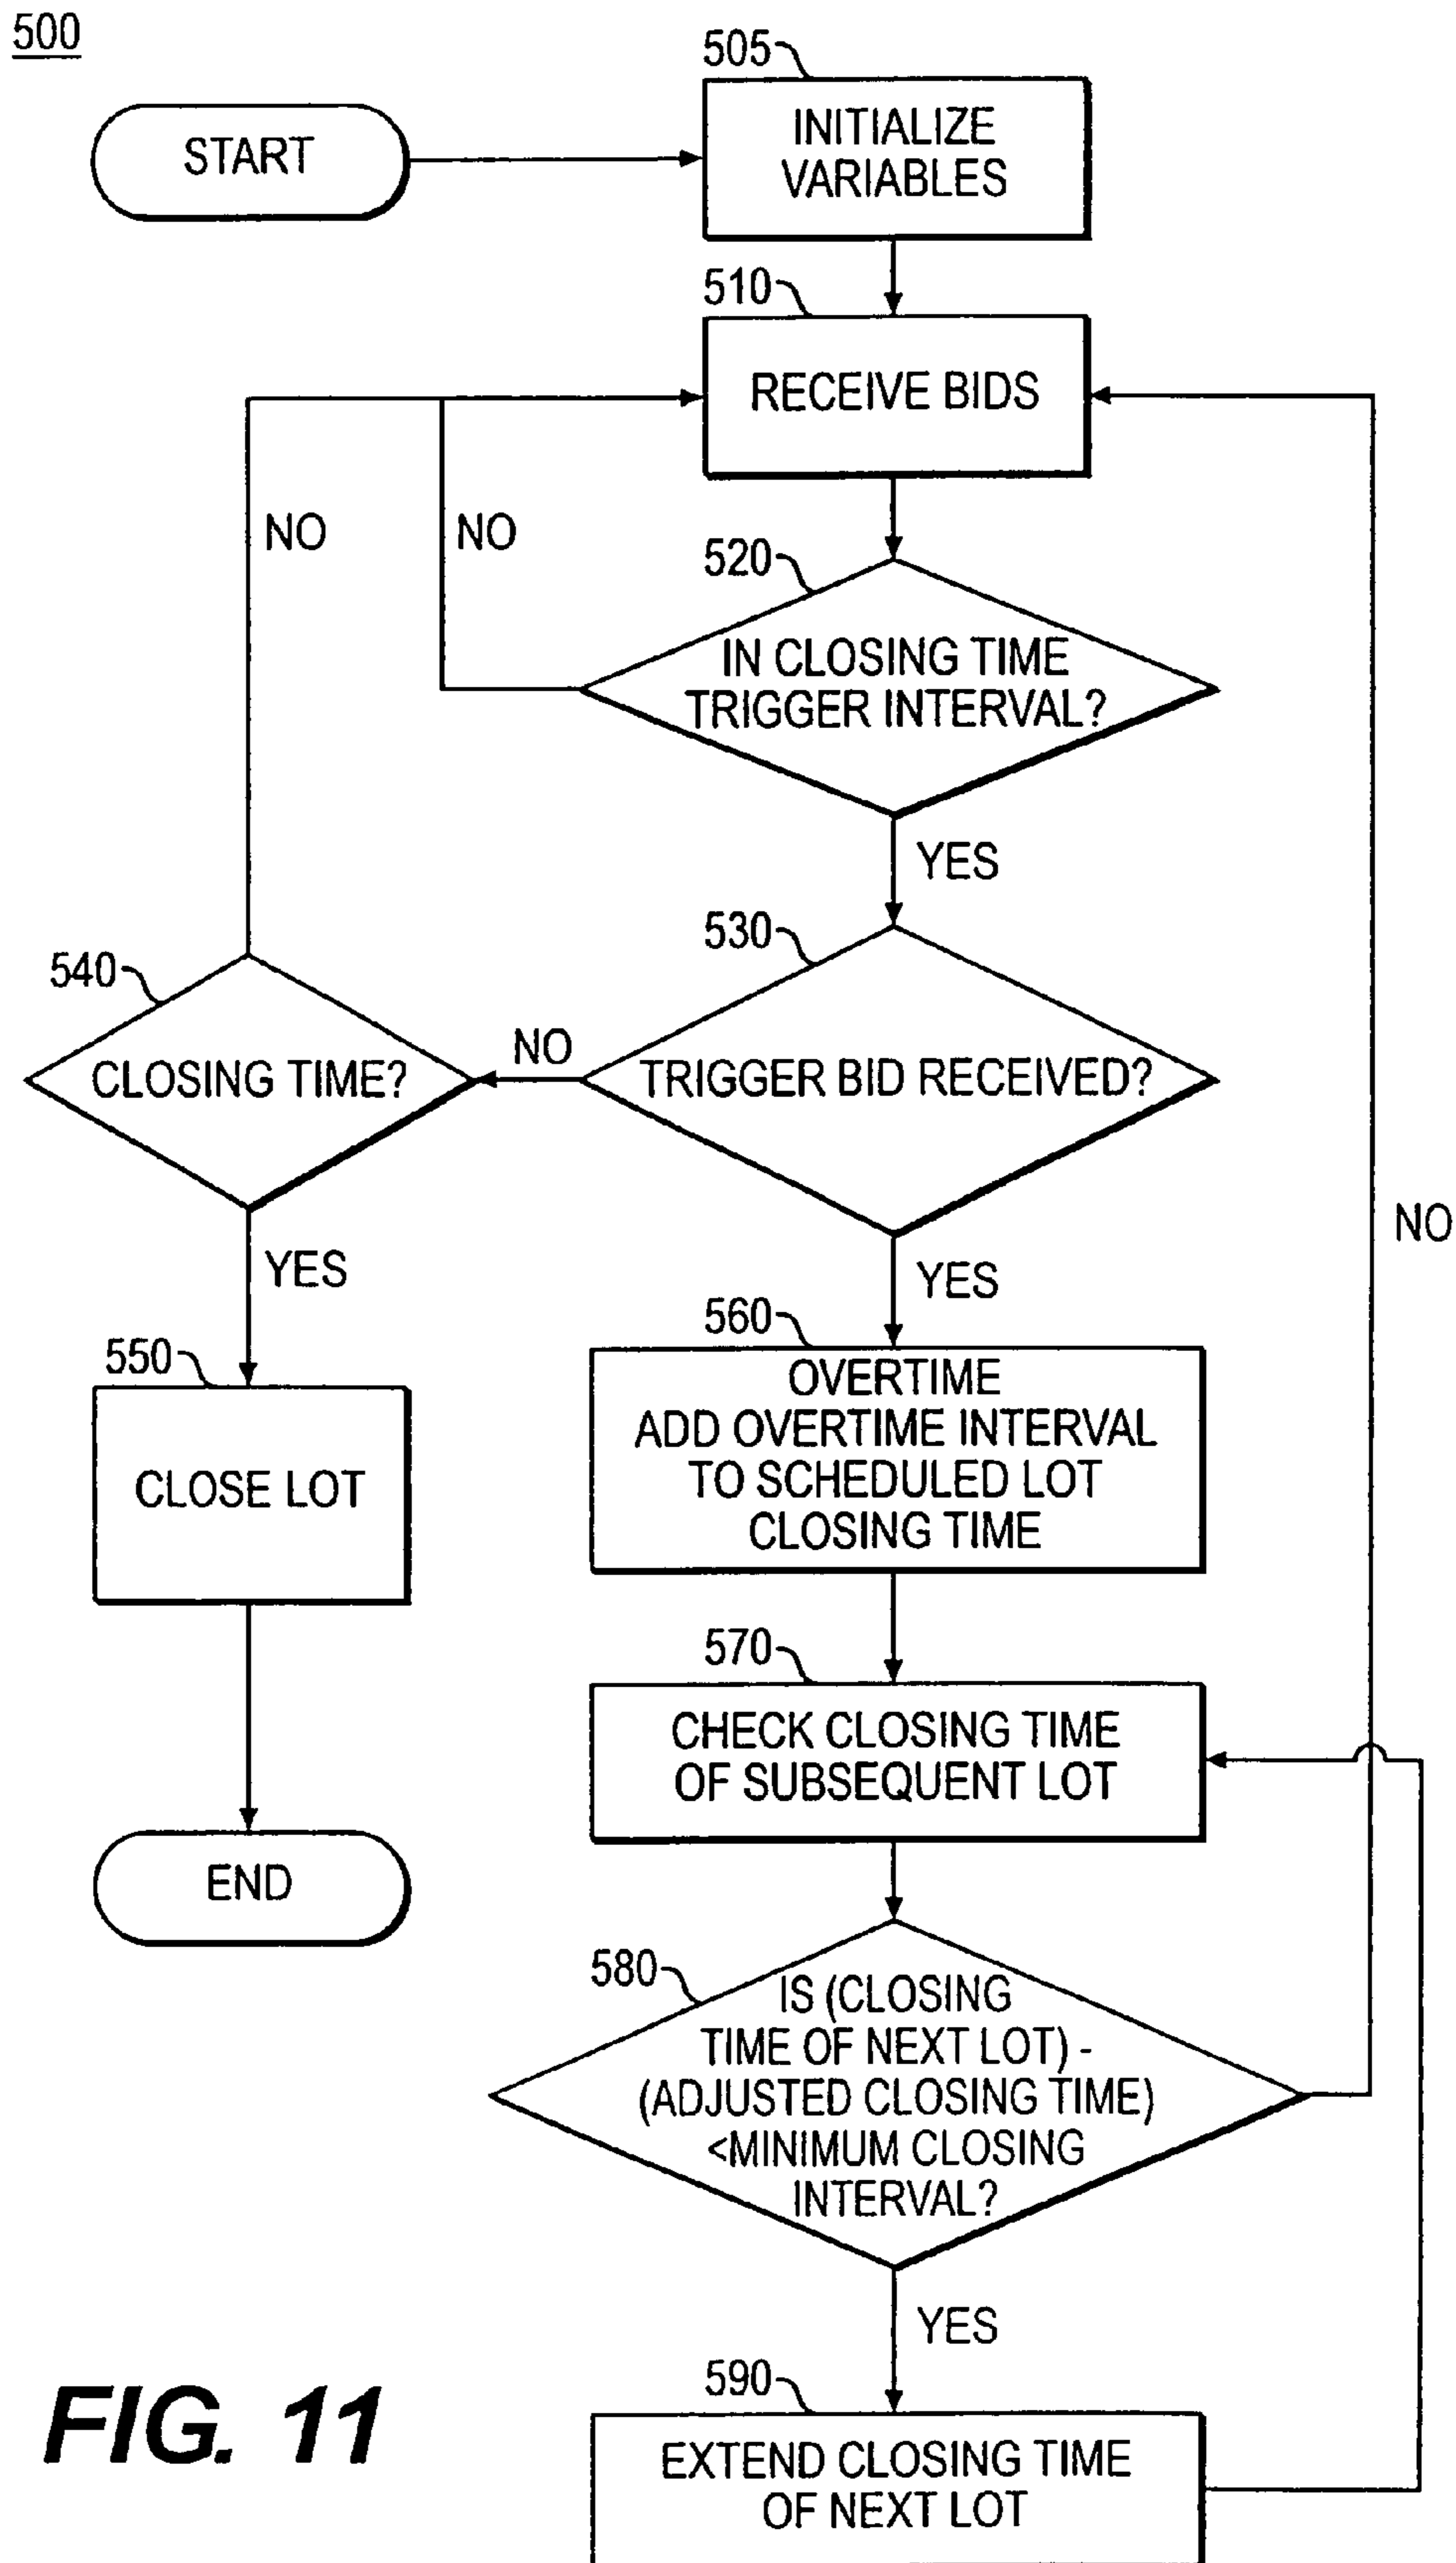 500
505
START
INITIALIZE
VARIABLES
510
RECEIVE BIDS
NO
NO
520
IN CLOSING TIME
TRIGGER INTERVAL?
YES
530
540
NO
CLOSING TIME?
TRIGGER BID RECEIVED?
NO
YES
YES
560
550
OVERTIME
ADD OVERTIME INTERVAL
TO SCHEDULED LOT
CLOSING TIME
CLOSE LOT
570
CHECK CLOSING TIME
OF SUBSEQUENT LOT
END
580
IS (CLOSING
TIME OF NEXT LOT) -
(ADJUSTED CLOSING TIME)
<MINIMUM CLOSING
INTERVAL?
YES
590
EXTEND CLOSING TIME
OF NEXT LOT
FIG. 11